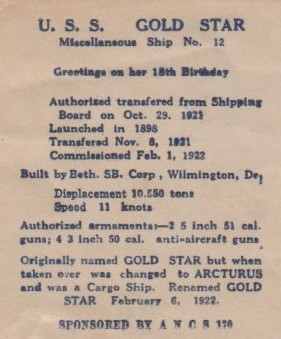 U. S. S. GOLD STAR
Miscellaneous Ship No. 12
Greetings on her 18th Birthday
Authorized transfered from Shipping
Board on Oct. 29. 1921
Launched in 1898
Transfered Nov. 8, 1921
Commissioned Feb. 1, 1922
Built by Beth. SB. Corp, Wilmington, De,
Displacement 10.550 tons
Speed 11 knots
Authorized armaments:—2 5 inch 51 cal.
guns; 4 3 inch 50 cal. anti-aircraft guns
Originally named GOLD STAR but when
taken over was changed to ARCTURUS
and was a Cargo Ship. Renamed GOLD
STAR February 6, 1922.
SPONSORED BY A N C S 170